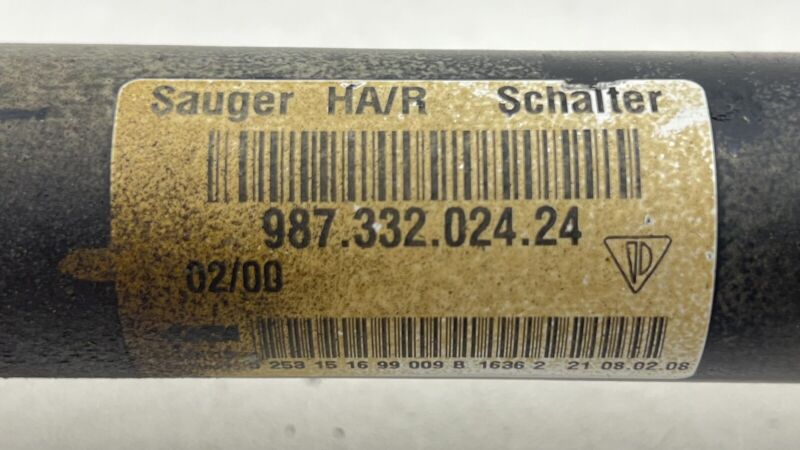 Sauger HA/R Schalter
987.332.024.24
02/00
253 15 16 99 009 B 1636 2 21 08.02.08